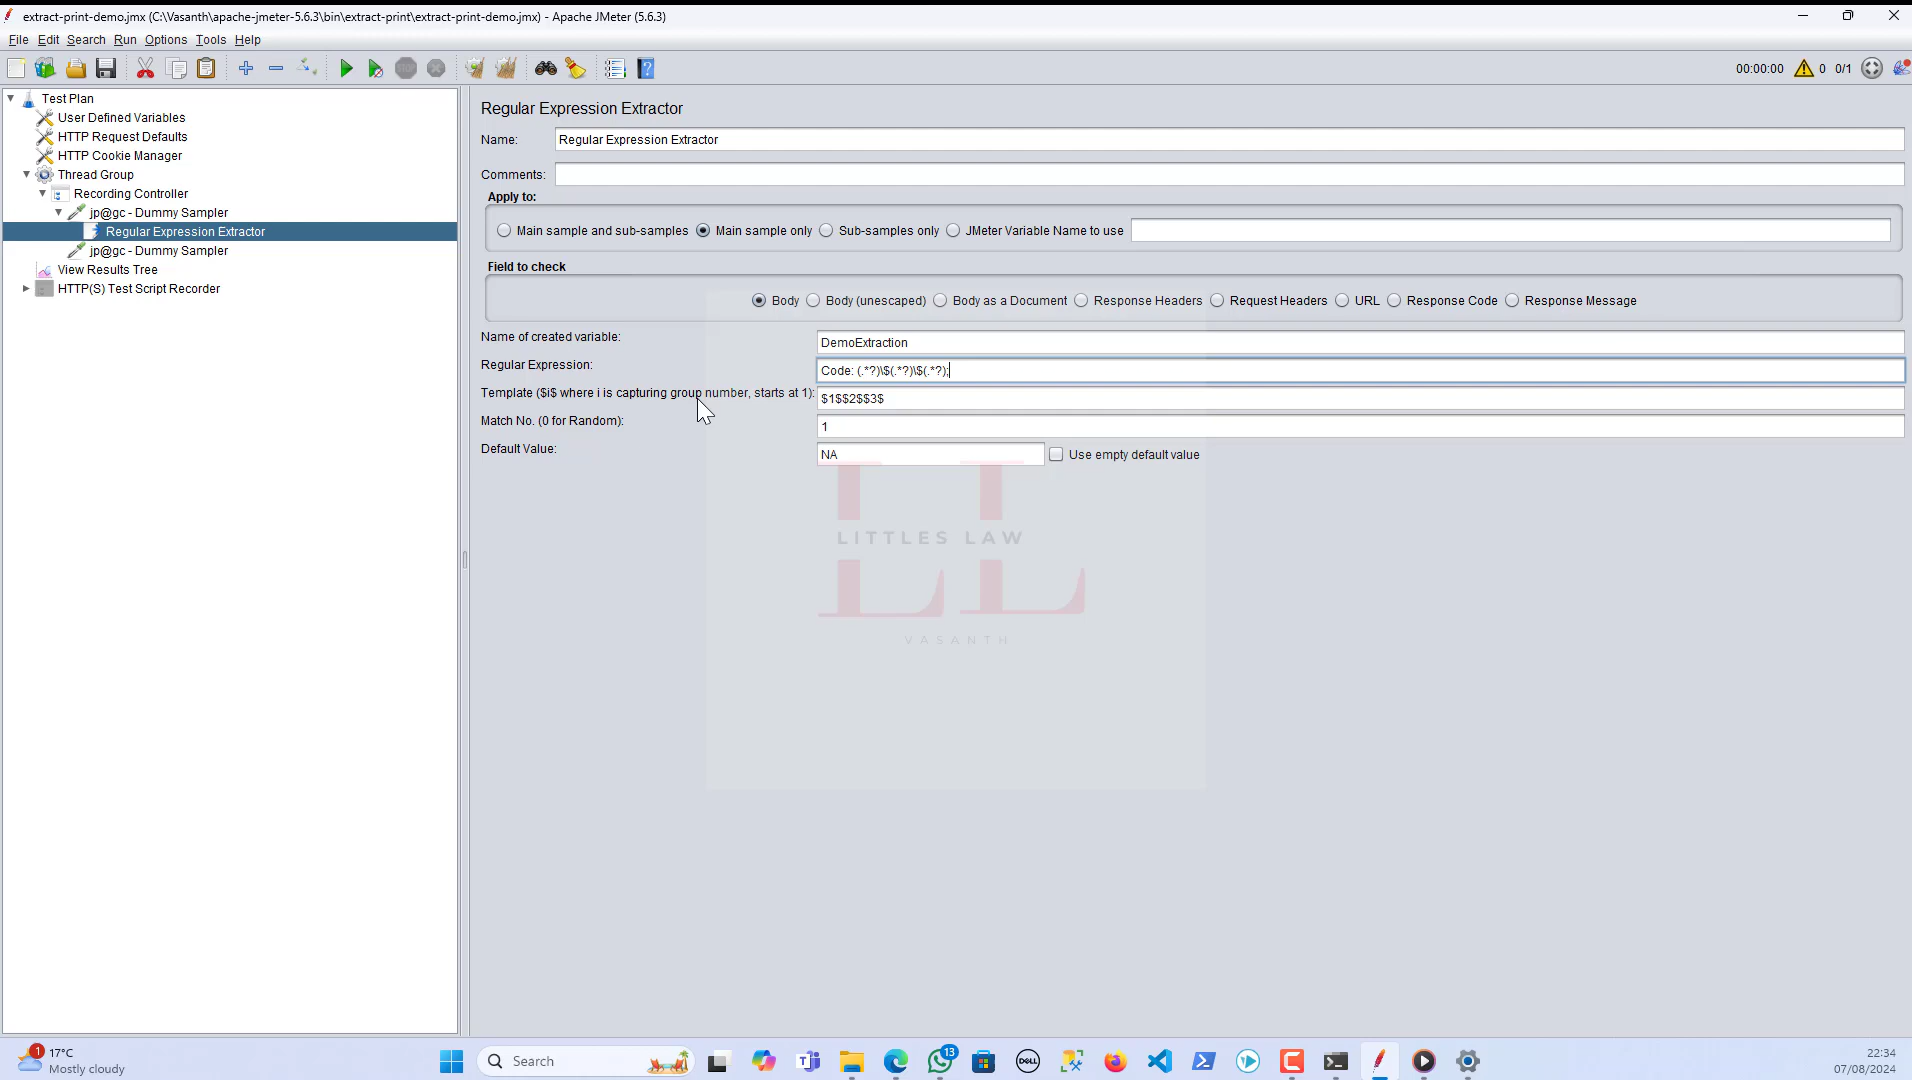 extract-print-demo.jmx (C:\Vasanth\apache-jmeter-5.6.3\bin\extract-print\extract-print-demo.jmx) - Apache JMeter (5.6.3)
File Edit Search Run Options Tools Help
00:00:00 0 0/1
Test Plan
User Defined Variables
HTTP Request Defaults
HTTP Cookie Manager
Thread Group
Recording Controller
jp@gc - Dummy Sampler
Regular Expression Extractor
jp@gc - Dummy Sampler
View Results Tree
HTTP(S) Test Script Recorder
Regular Expression Extractor
Name: Regular Expression Extractor
Comments:
Apply to:
Main sample and sub-samples Main sample only Sub-samples only JMeter Variable Name to use
Field to check
Body Body (unescaped) Body as a Document Response Headers Request Headers URL Response Code Response Message
Name of created variable: DemoExtraction
Regular Expression: Code: (.*?)\$(.*?)\$(.*?);
Template ($i$ where i is capturing group number, starts at 1): $1$$2$$3$
Match No. (0 for Random): 1
Default Value: NA Use empty default value
LITTLES LAW
VASANTH
1
17°C
Mostly cloudy
Search
13
DELL
22:34
07/08/2024